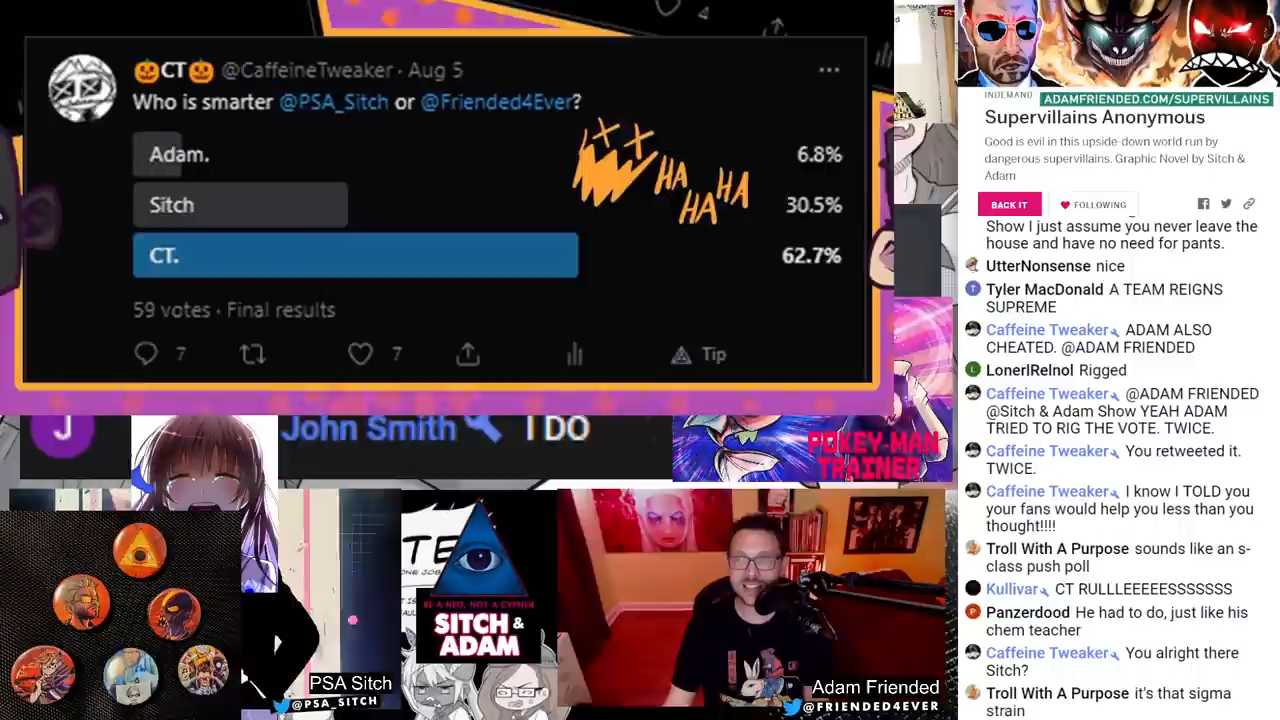 4
🎃CT🎃 @CaffeineTweaker · Aug 5
Who is smarter @PSA_Sitch or @Friended4Ever?
Adam. 6.8%
Sitch 30.5%
CT. 62.7%
HA
HA
HA
59 votes · Final results
7 7 Tip
J John Smith I DO
POKEY-MAN
TRAINER
BE A NEO, NOT A CYPHER
SITCH &
ADAM
PSA Sitch
@PSA_SITCH
Adam Friended
@FRIENDED4EVER
INDEMAND
ADAMFRIENDED.COM/SUPERVILLAINS
Supervillains Anonymous
Good is evil in this upside-down world run by
dangerous supervillains. Graphic Novel by Sitch &
Adam
BACK IT FOLLOWING
Show I just assume you never leave the
house and have no need for pants.
UtterNonsense nice
T Tyler MacDonald A TEAM REIGNS
SUPREME
Caffeine Tweaker ADAM ALSO
CHEATED. @ADAM FRIENDED
L LonerIRelnol Rigged
Caffeine Tweaker @ADAM FRIENDED
@Sitch & Adam Show YEAH ADAM
TRIED TO RIG THE VOTE. TWICE.
Caffeine Tweaker You retweeted it.
TWICE.
Caffeine Tweaker I know I TOLD you
your fans would help you less than you
thought!!!!
Troll With A Purpose sounds like an s-
class push poll
Kullivar CT RULLLEEEEESSSSSS
P Panzerdood He had to do, just like his
chem teacher
Caffeine Tweaker You alright there
Sitch?
Troll With A Purpose it's that sigma
strain